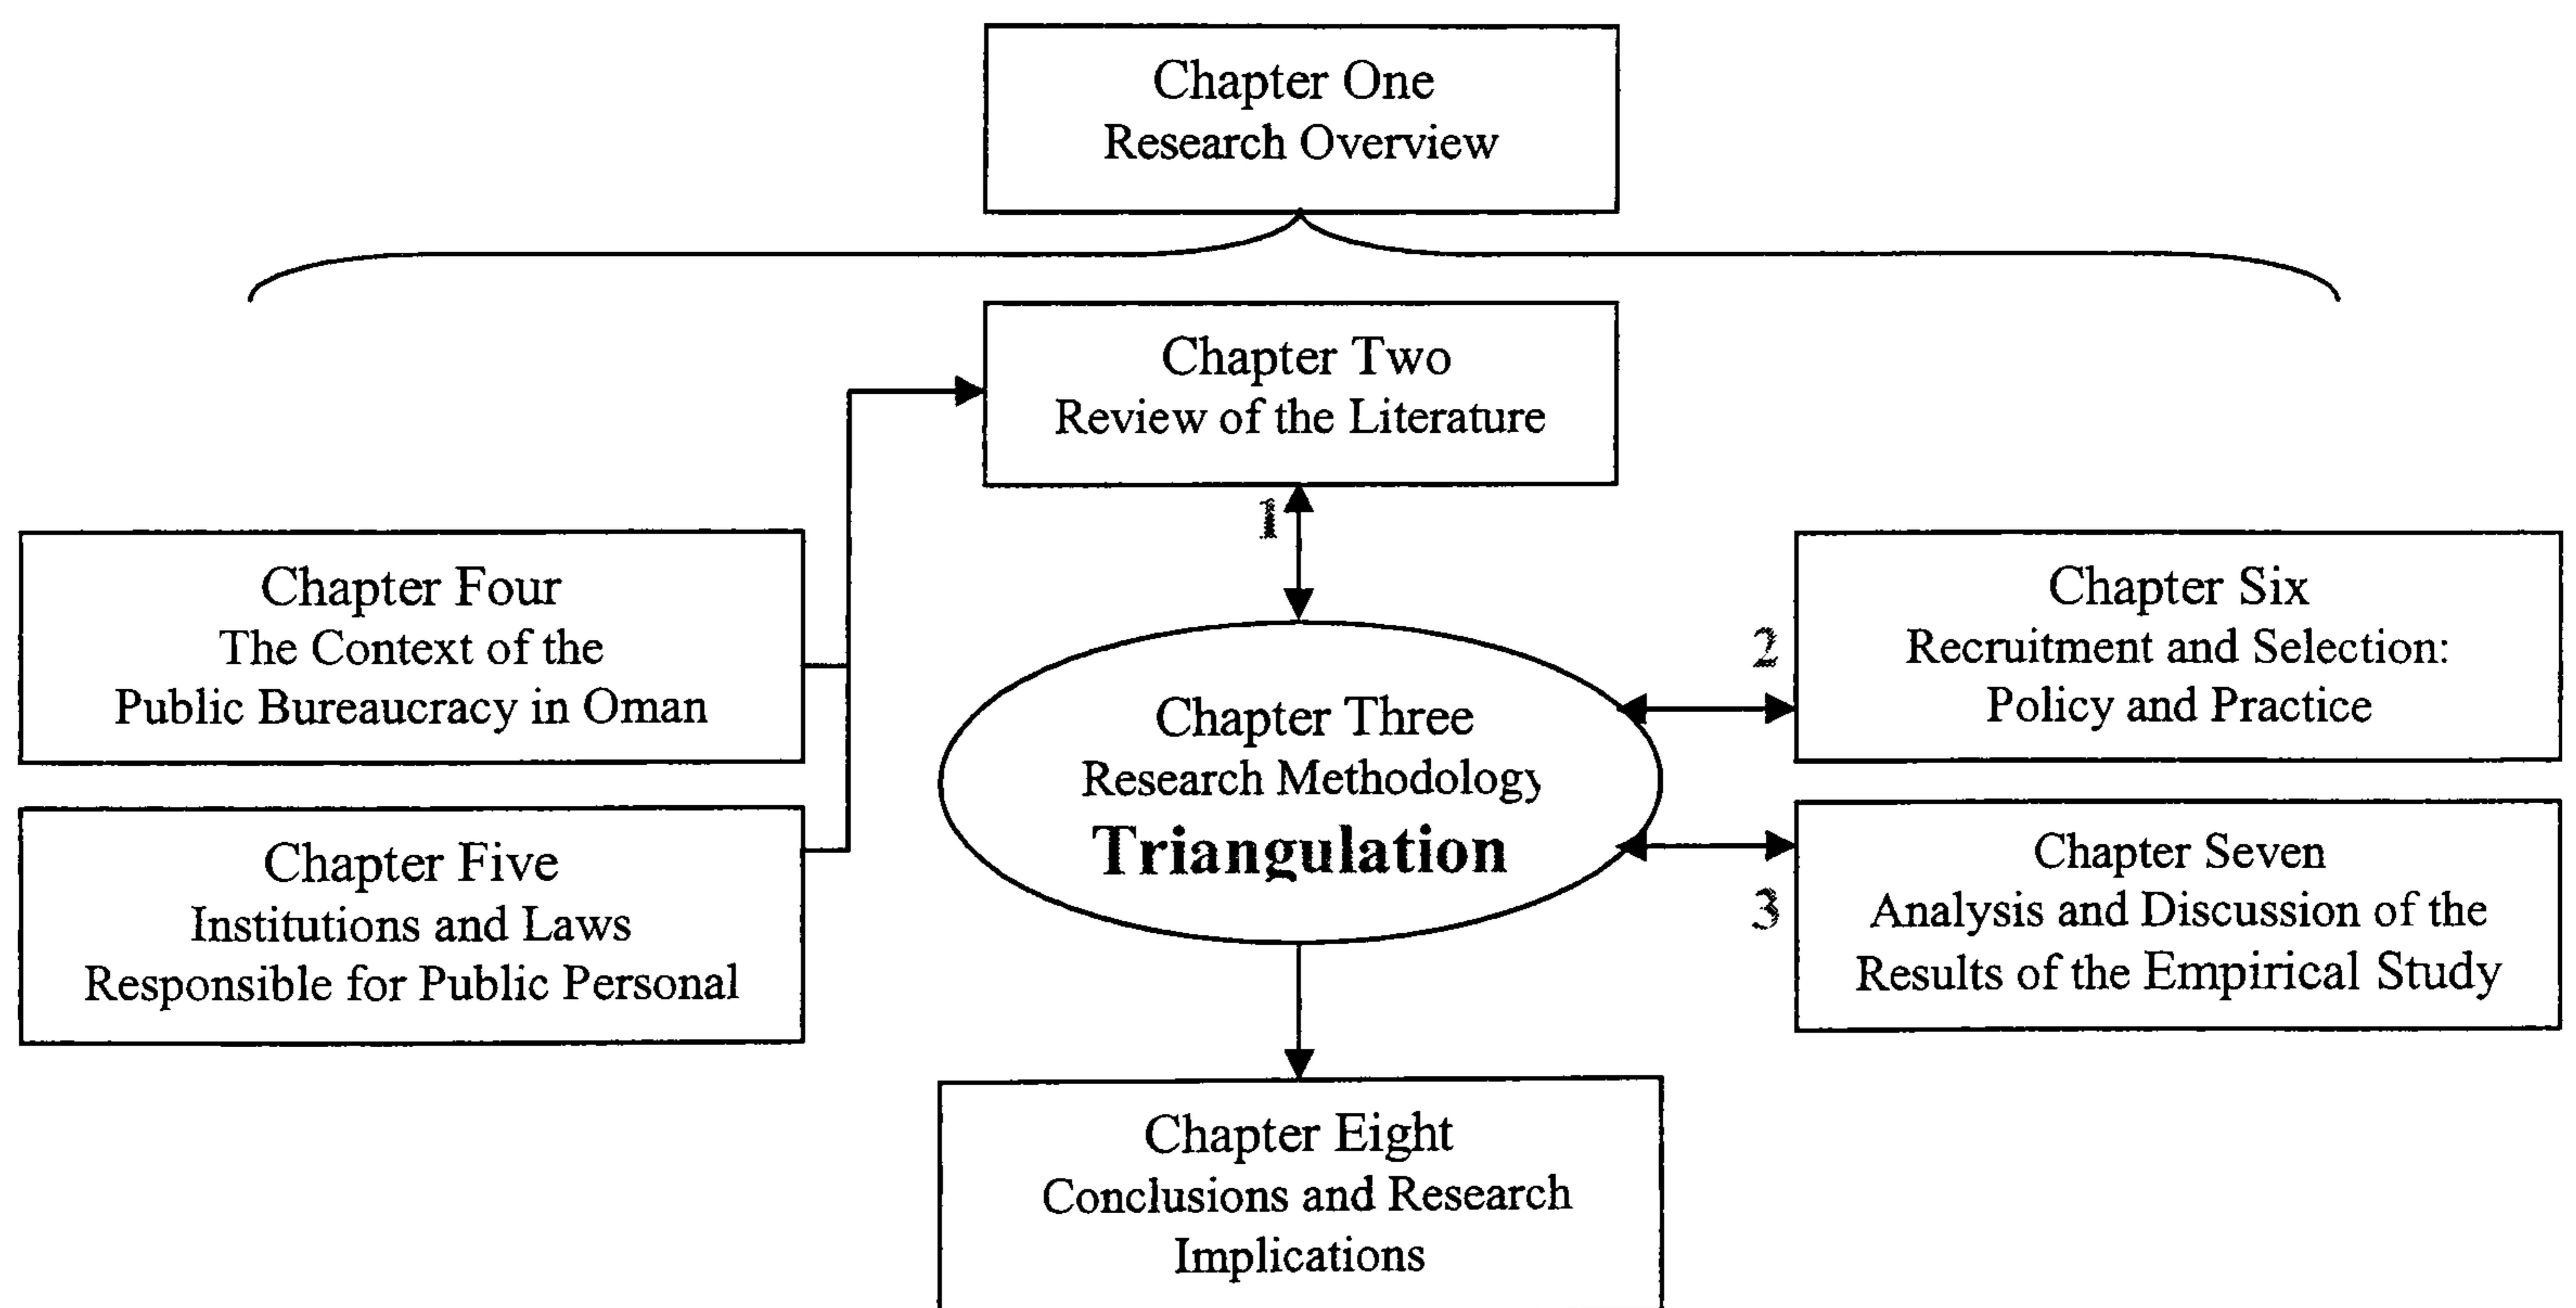 Chapter One
Research Overview
Chapter Two
Review of the Literature
1
Chapter Four
The Context of the
Public Bureaucracy in Oman
Chapter Five
Institutions and Laws
Responsible for Public Personal
Chapter Three
Research Methodology
Triangulation
2
Chapter Six
Recruitment and Selection:
Policy and Practice
3
Chapter Seven
Analysis and Discussion of the
Results of the Empirical Study
Chapter Eight
Conclusions and Research
Implications